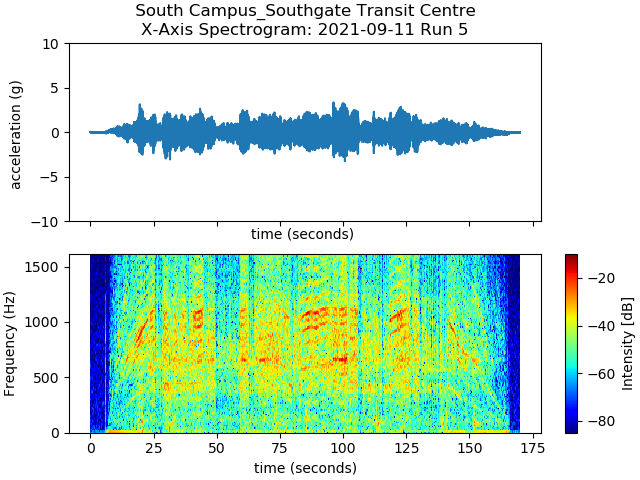 South Campus_Southgate Transit Centre
X-Axis Spectrogram: 2021-09-11 Run 5
10
5
0
−5
−10
acceleration (g)
time (seconds)
1500
1000
500
0
Frequency (Hz)
0 25 50 75 100 125 150 175
time (seconds)
−20
−40
−60
−80
Intensity [dB]